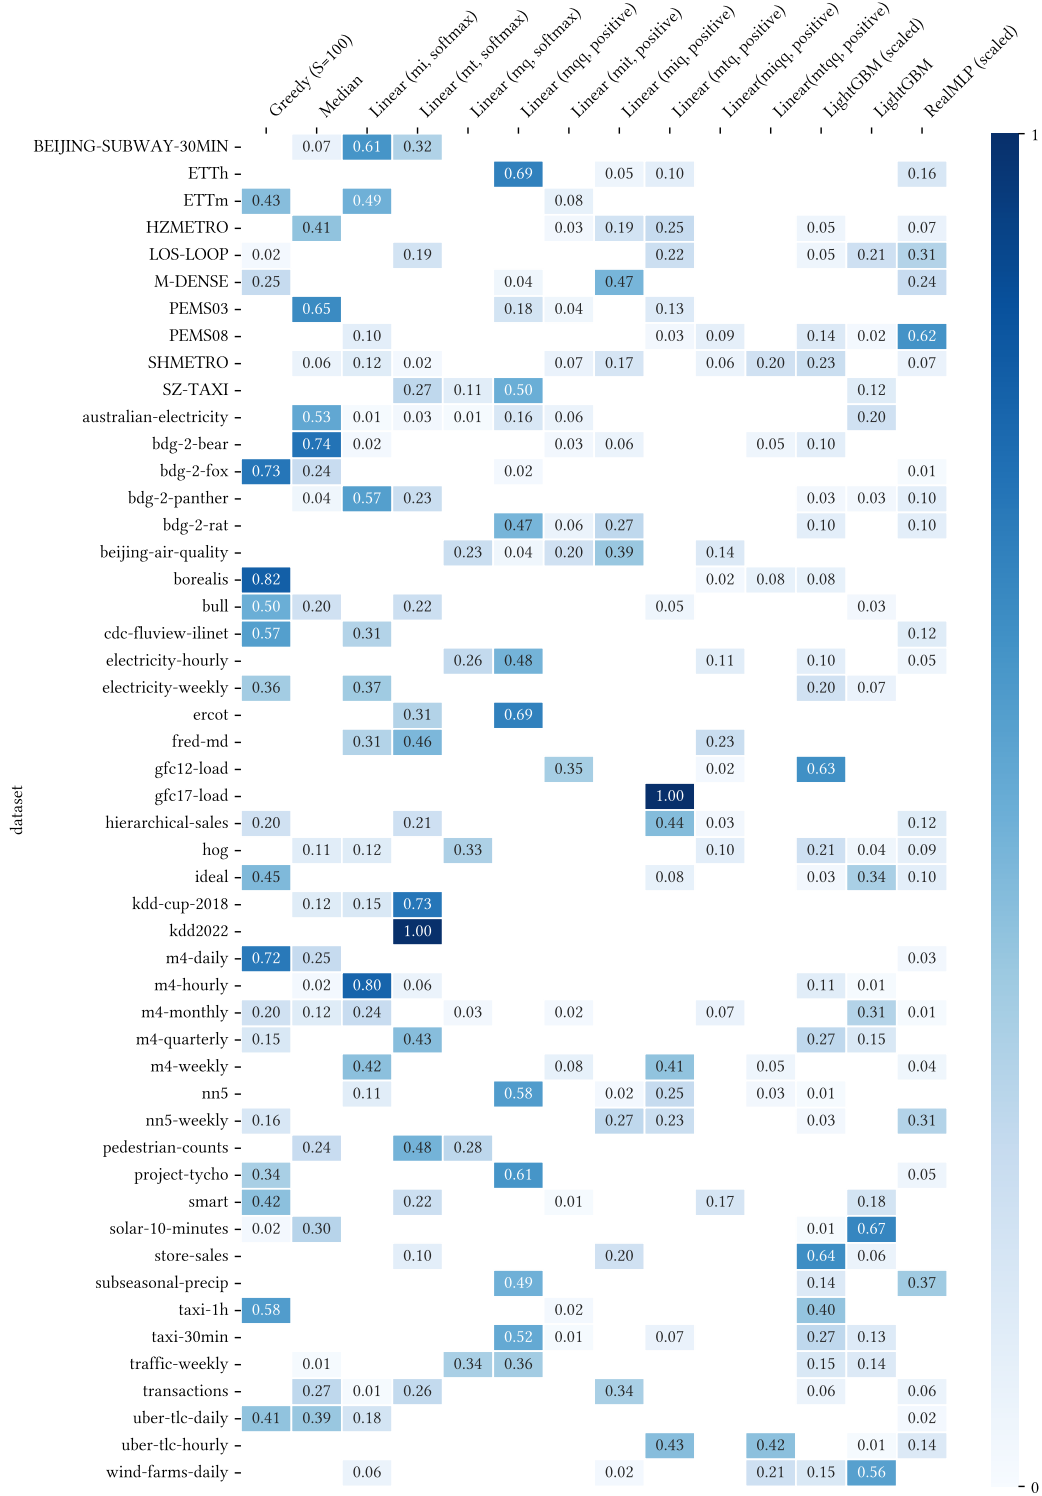 Greedy (S=100)
Median
Linear (mi, softmax)
Linear (mt, softmax)
Linear (mq, softmax)
Linear (mqq, positive)
Linear (mit, positive)
Linear (miq, positive)
Linear (mtq, positive)
Linear(miqq, positive)
Linear(mtqq, positive)
LightGBM (scaled)
LightGBM
RealMLP (scaled)
BEIJING-SUBWAY-30MIN 0.07 0.61 0.32
ETTh 0.69 0.05 0.10 0.16
ETTm 0.43 0.49 0.08
HZMETRO 0.41 0.03 0.19 0.25 0.05 0.07
LOS-LOOP 0.02 0.19 0.22 0.05 0.21 0.31
M-DENSE 0.25 0.04 0.47 0.24
PEMS03 0.65 0.18 0.04 0.13
PEMS08 0.10 0.03 0.09 0.14 0.02 0.62
SHMETRO 0.06 0.12 0.02 0.07 0.17 0.06 0.20 0.23 0.07
SZ-TAXI 0.27 0.11 0.50 0.12
australian-electricity 0.53 0.01 0.03 0.01 0.16 0.06 0.20
bdg-2-bear 0.74 0.02 0.03 0.06 0.05 0.10
bdg-2-fox 0.73 0.24 0.02 0.01
bdg-2-panther 0.04 0.57 0.23 0.03 0.03 0.10
bdg-2-rat 0.47 0.06 0.27 0.10 0.10
beijing-air-quality 0.23 0.04 0.20 0.39 0.14
borealis 0.82 0.02 0.08 0.08
bull 0.50 0.20 0.22 0.05 0.03
cdc-fluview-ilinet 0.57 0.31 0.12
electricity-hourly 0.26 0.48 0.11 0.10 0.05
electricity-weekly 0.36 0.37 0.20 0.07
ercot 0.31 0.69
fred-md 0.31 0.46 0.23
gfc12-load 0.35 0.02 0.63
gfc17-load 1.00
hierarchical-sales 0.20 0.21 0.44 0.03 0.12
hog 0.11 0.12 0.33 0.10 0.21 0.04 0.09
ideal 0.45 0.08 0.03 0.34 0.10
kdd-cup-2018 0.12 0.15 0.73
kdd2022 1.00
m4-daily 0.72 0.25 0.03
m4-hourly 0.02 0.80 0.06 0.11 0.01
m4-monthly 0.20 0.12 0.24 0.03 0.02 0.07 0.31 0.01
m4-quarterly 0.15 0.43 0.27 0.15
m4-weekly 0.42 0.08 0.41 0.05 0.04
nn5 0.11 0.58 0.02 0.25 0.03 0.01
nn5-weekly 0.16 0.27 0.23 0.03 0.31
pedestrian-counts 0.24 0.48 0.28
project-tycho 0.34 0.61 0.05
smart 0.42 0.22 0.01 0.17 0.18
solar-10-minutes 0.02 0.30 0.01 0.67
store-sales 0.10 0.20 0.64 0.06
subseasonal-precip 0.49 0.14 0.37
taxi-1h 0.58 0.02 0.40
taxi-30min 0.52 0.01 0.07 0.27 0.13
traffic-weekly 0.01 0.34 0.36 0.15 0.14
transactions 0.27 0.01 0.26 0.34 0.06 0.06
uber-tlc-daily 0.41 0.39 0.18 0.02
uber-tlc-hourly 0.43 0.42 0.01 0.14
wind-farms-daily 0.06 0.02 0.21 0.15 0.56
dataset
1
0